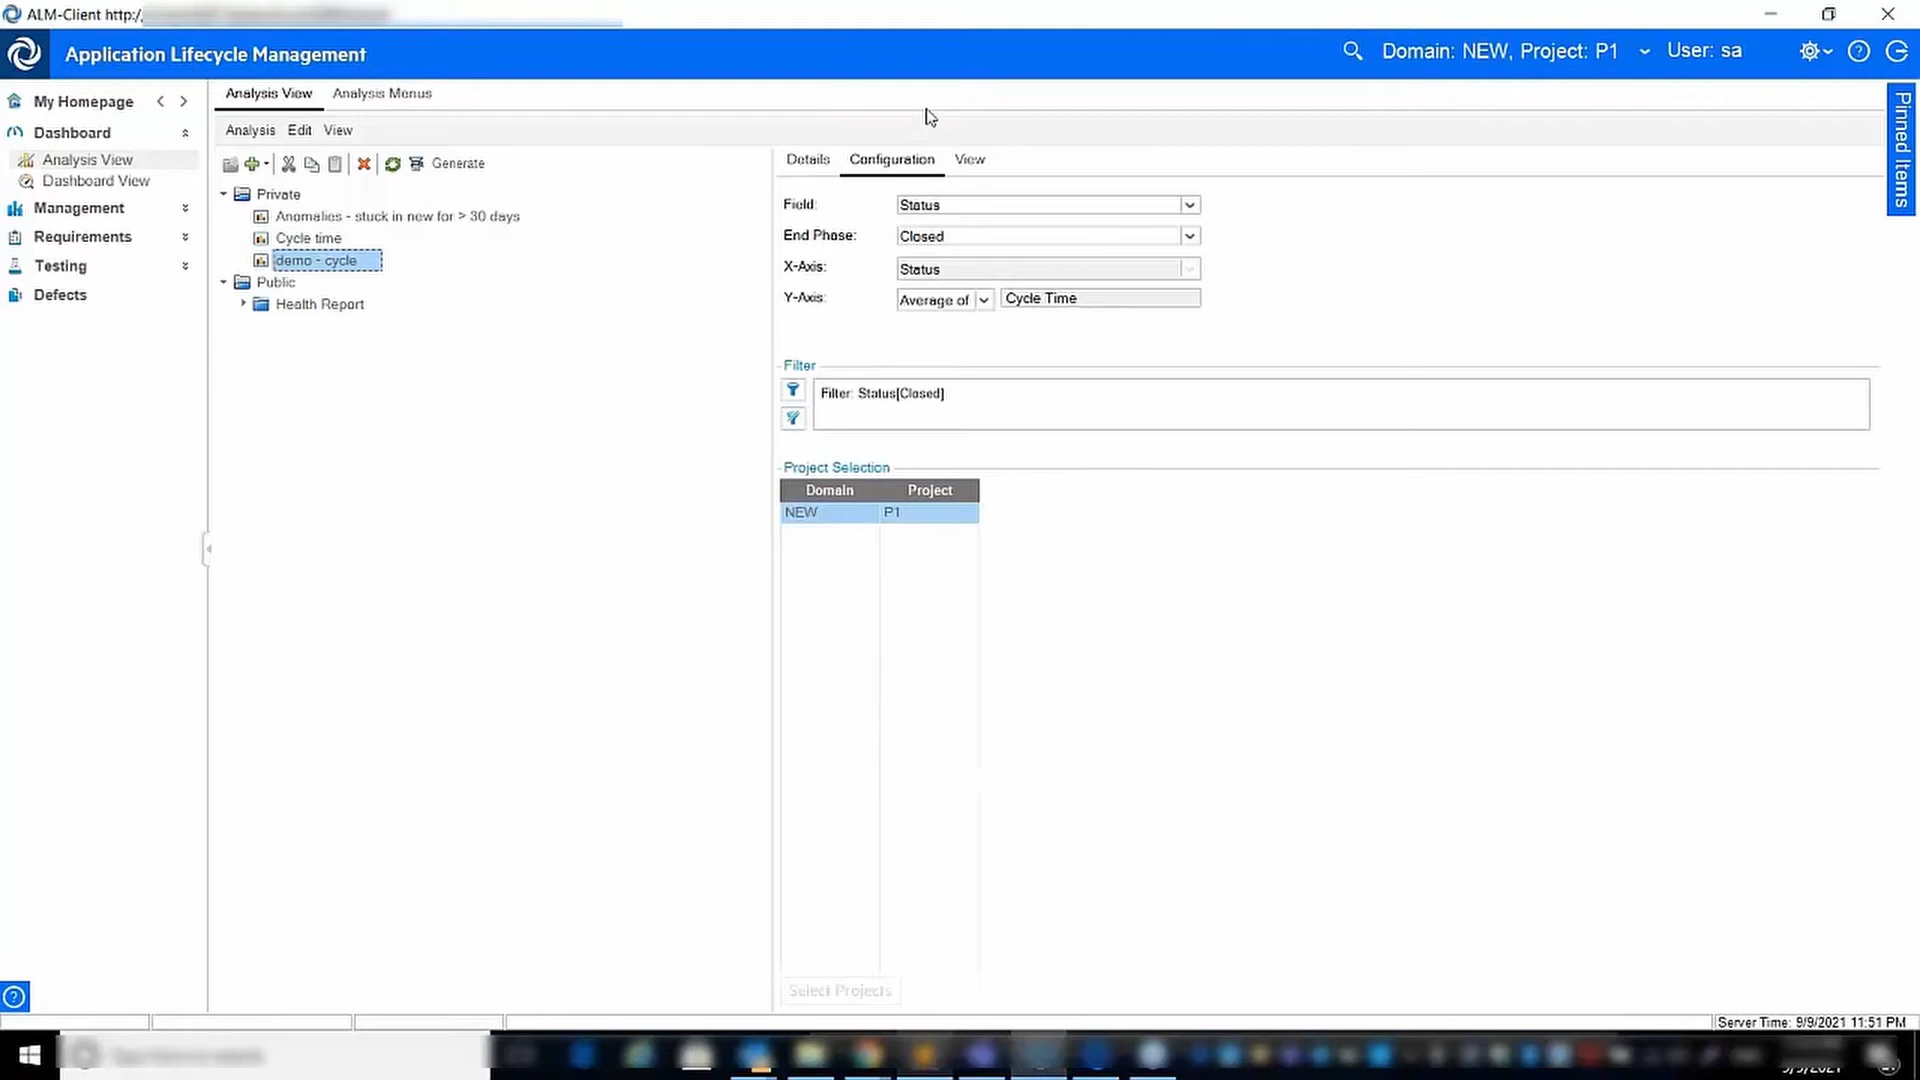 ALM-Client http:/
Application Lifecycle Management
Domain: NEW, Project: P1
User: sa
My Homepage
Dashboard
Analysis View
Dashboard View
Management
Requirements
Testing
Defects
Analysis View
Analysis Menus
Analysis Edit View
Generate
Private
Anomalies - stuck in new for > 30 days
Cycle time
demo - cycle
Public
Health Report
Details
Configuration
View
Field: Status
End Phase: Closed
X-Axis: Status
Y-Axis: Average of Cycle Time
Filter
Filter: Status[Closed]
Project Selection
Domain Project
NEW P1
Select Projects
Pinned Items
Server Time: 9/9/2021 11:51 PM